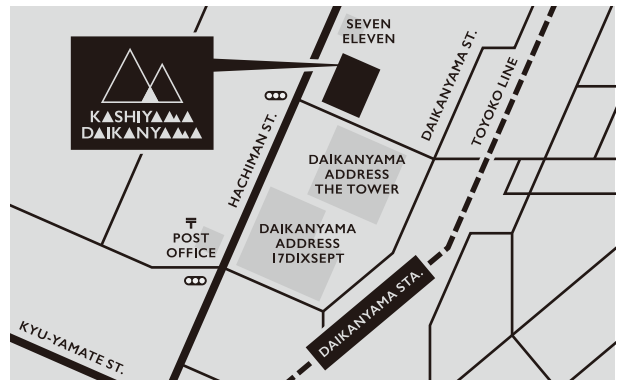 SEVEN
ELEVEN
KASHIYAMA
DAIKANYAMA
DAIKANYAMA ST.
TOYOKO LINE
HACHIMAN ST.
DAIKANYAMA
ADDRESS
THE TOWER
〒
POST
OFFICE
DAIKANYAMA
ADDRESS
17DIXSEPT
DAIKANYAMA STA.
KYU-YAMATE ST.